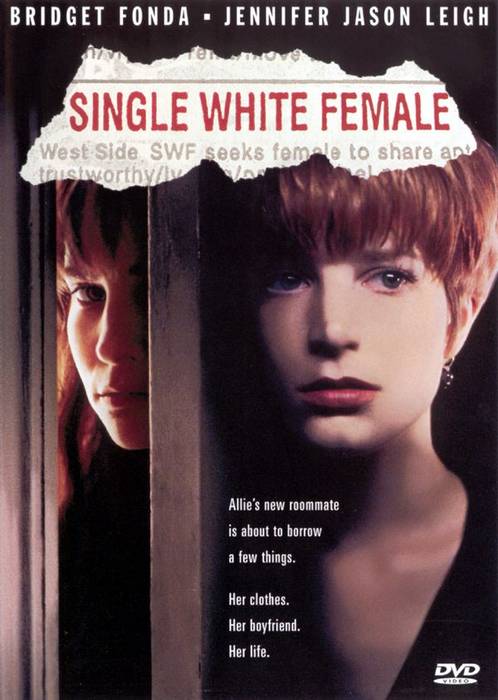 BRIDGET FONDA ▪ JENNIFER JASON LEIGH
SINGLE WHITE FEMALE
West Side SWF seeks female to share apt
trustworthy/
Allie's new roommate
is about to borrow
a few things.
Her clothes.
Her boyfriend.
Her life.
DVD
VIDEO